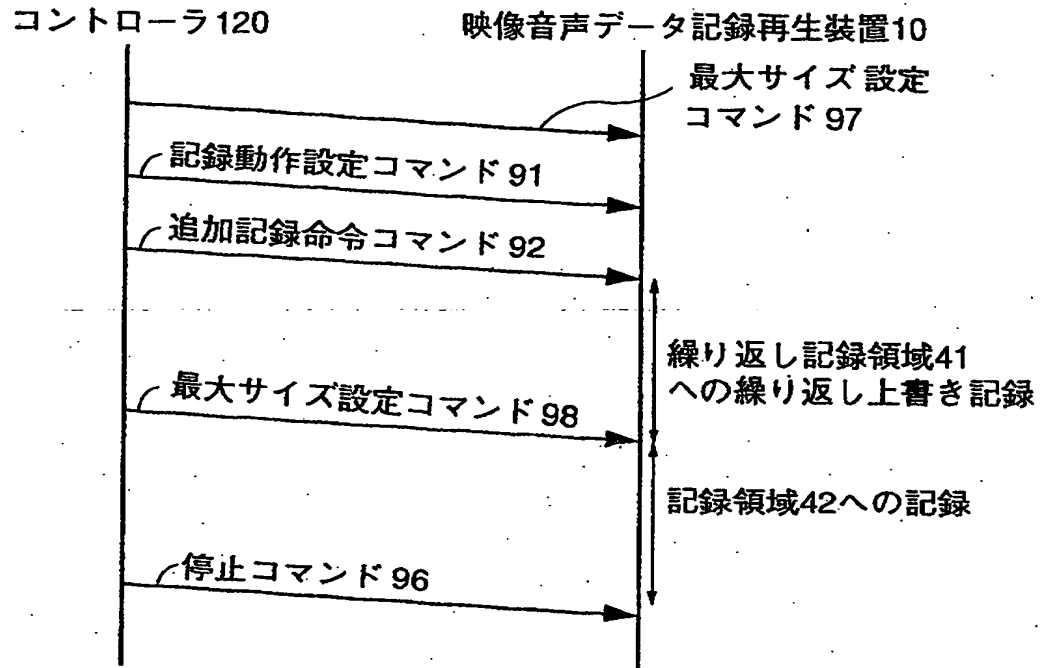 コントローラ120
映像音声データ記録再生装置10
最大サイズ設定
コマンド97
記録動作設定コマンド91
追加記録命令コマンド92
繰り返し記録領域41
への繰り返し上書き記録
最大サイズ設定コマンド98
記録領域42への記録
停止コマンド96